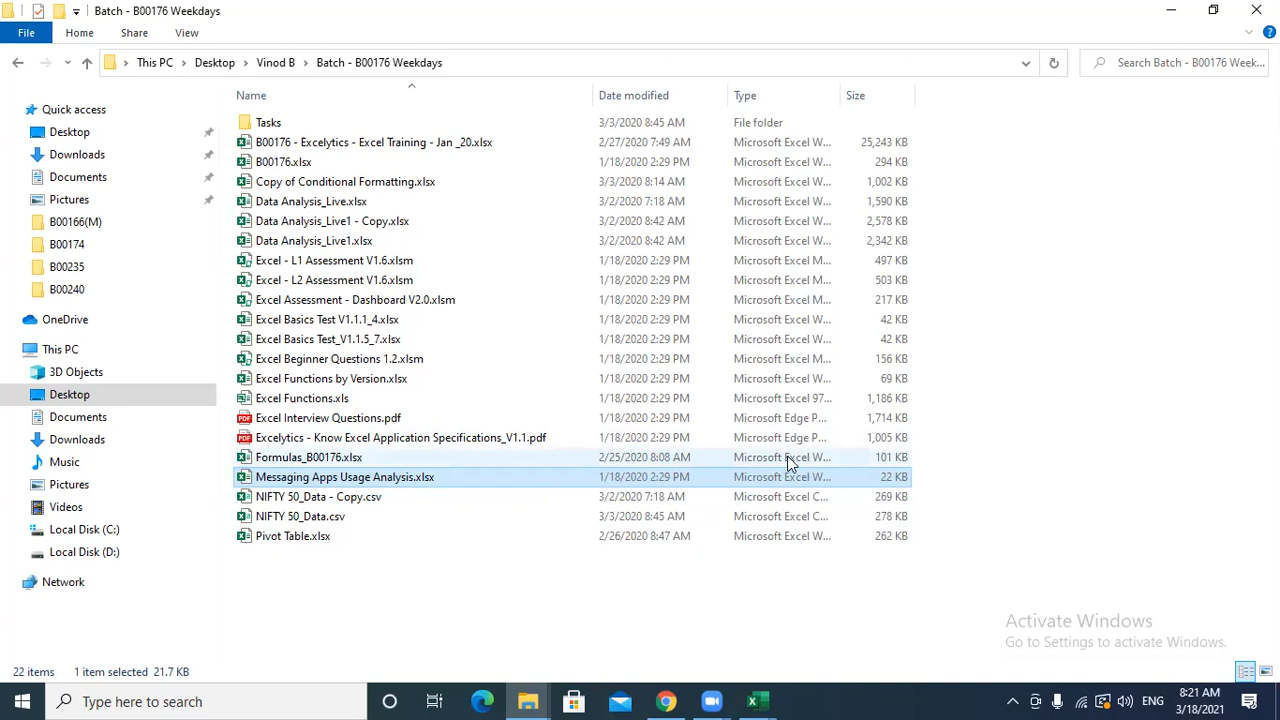 Batch - B00176 Weekdays
File Home Share View
This PC Desktop Vinod B Batch - B00176 Weekdays
Search Batch - B00176 Week...
Name Date modified Type Size
Quick access
Desktop
Downloads
Documents
Pictures
B00166(M)
B00174
B00235
B00240
OneDrive
This PC
3D Objects
Desktop
Documents
Downloads
Music
Pictures
Videos
Local Disk (C:)
Local Disk (D:)
Network
Tasks 3/3/2020 8:45 AM File folder
B00176 - Excelytics - Excel Training - Jan _20.xlsx 2/27/2020 7:49 AM Microsoft Excel W... 25,243 KB
B00176.xlsx 1/18/2020 2:29 PM Microsoft Excel W... 294 KB
Copy of Conditional Formatting.xlsx 3/3/2020 8:14 AM Microsoft Excel W... 1,002 KB
Data Analysis_Live.xlsx 3/2/2020 7:18 AM Microsoft Excel W... 1,590 KB
Data Analysis_Live1 - Copy.xlsx 3/2/2020 8:42 AM Microsoft Excel W... 2,578 KB
Data Analysis_Live1.xlsx 3/2/2020 8:42 AM Microsoft Excel W... 2,342 KB
Excel - L1 Assessment V1.6.xlsm 1/18/2020 2:29 PM Microsoft Excel M... 497 KB
Excel - L2 Assessment V1.6.xlsm 1/18/2020 2:29 PM Microsoft Excel M... 503 KB
Excel Assessment - Dashboard V2.0.xlsm 1/18/2020 2:29 PM Microsoft Excel M... 217 KB
Excel Basics Test V1.1.1_4.xlsx 1/18/2020 2:29 PM Microsoft Excel W... 42 KB
Excel Basics Test_V1.1.5_7.xlsx 1/18/2020 2:29 PM Microsoft Excel W... 42 KB
Excel Beginner Questions 1.2.xlsm 1/18/2020 2:29 PM Microsoft Excel M... 156 KB
Excel Functions by Version.xlsx 1/18/2020 2:29 PM Microsoft Excel W... 69 KB
Excel Functions.xls 1/18/2020 2:29 PM Microsoft Excel 97... 1,186 KB
Excel Interview Questions.pdf 1/18/2020 2:29 PM Microsoft Edge P... 1,714 KB
Excelytics - Know Excel Application Specifications_V1.1.pdf 1/18/2020 2:29 PM Microsoft Edge P... 1,005 KB
Formulas_B00176.xlsx 2/25/2020 8:08 AM Microsoft Excel W... 101 KB
Messaging Apps Usage Analysis.xlsx 1/18/2020 2:29 PM Microsoft Excel W... 22 KB
NIFTY 50_Data - Copy.csv 3/2/2020 7:18 AM Microsoft Excel C... 269 KB
NIFTY 50_Data.csv 3/3/2020 8:45 AM Microsoft Excel C... 278 KB
Pivot Table.xlsx 2/26/2020 8:47 AM Microsoft Excel W... 262 KB
Activate Windows
Go to Settings to activate Windows.
22 items 1 item selected 21.7 KB
Type here to search
ENG
8:21 AM
3/18/2021